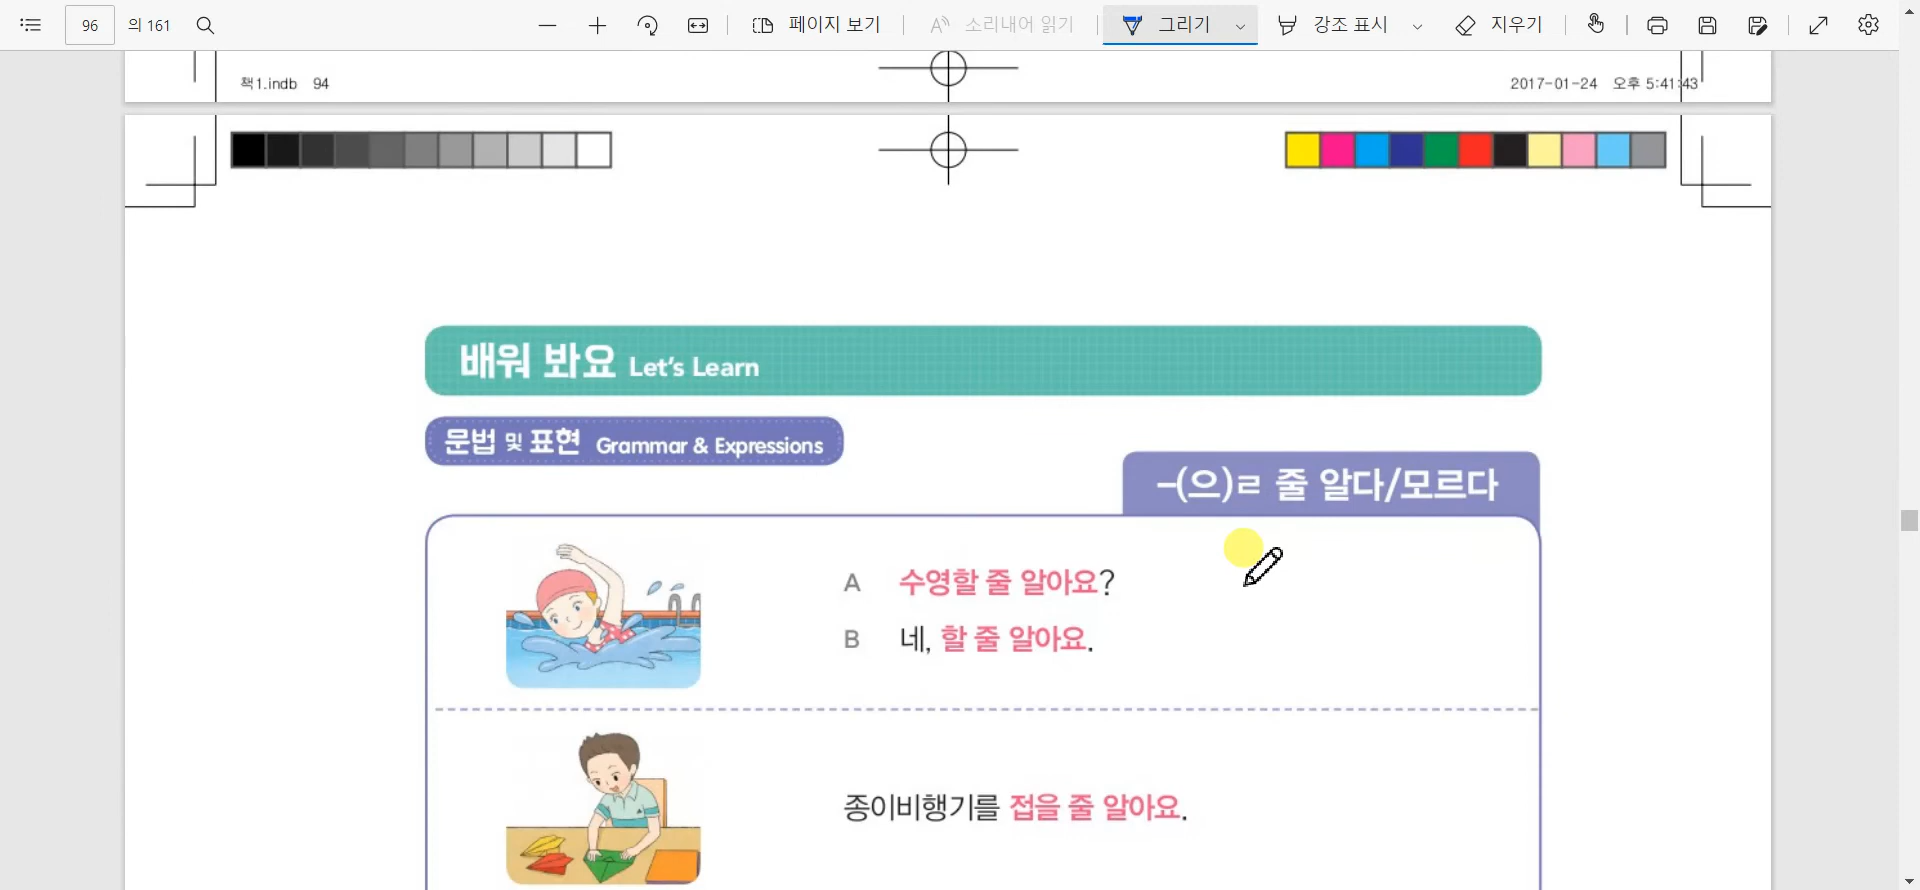 96 의 161 페이지 보기 소리내어 읽기 그리기 강조 표시 지우기
책1.indb 94 2017-01-24 오후 5:41:43
배워 봐요 Let's Learn
문법 및 표현 Grammar & Expressions
-(으)ㄹ 줄 알다/모르다
A 수영할 줄 알아요?
B 네, 할 줄 알아요.
종이비행기를 접을 줄 알아요.